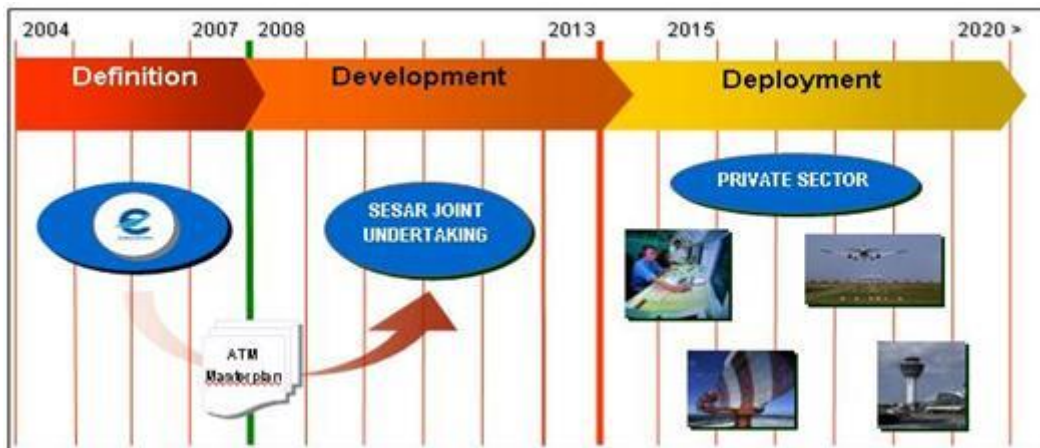 2004
2007
2008
2013
2015
2020 >
Definition
Development
Deployment
PRIVATE SECTOR
SESAR JOINT
UNDERTAKING
ATM
Masterplan